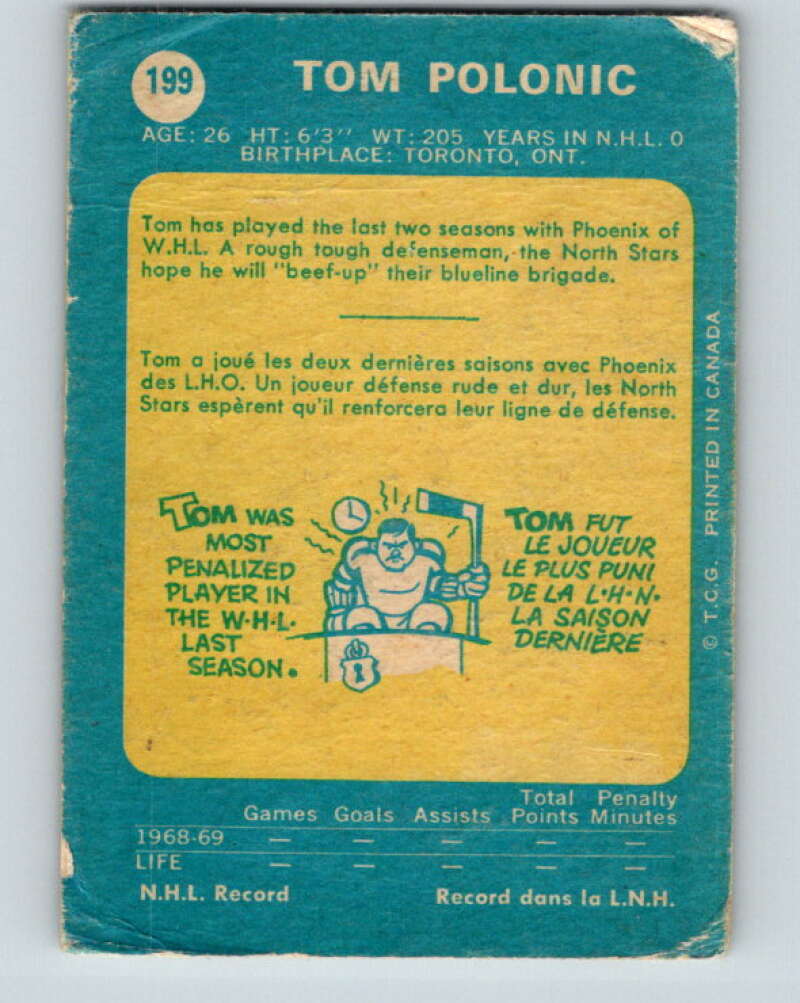 199
TOM POLONIC
AGE: 26 HT: 6'3'' WT: 205 YEARS IN N.H.L. 0
BIRTHPLACE: TORONTO, ONT.
Tom has played the last two seasons with Phoenix of
W.H.L. A rough tough defenseman, the North Stars
hope he will "beef-up" their blueline brigade.
Tom a joué les deux dernières saisons avec Phoenix
des L.H.O. Un joueur défense rude et dur, les North
Stars espèrent qu'il renforcera leur ligne de défense.
TOM WAS
MOST
PENALIZED
PLAYER IN
THE W.H.L.
LAST
SEASON.
TOM FUT
LE JOUEUR
LE PLUS PUNI
DE LA L.H.N.
LA SAISON
DERNIÈRE
© T.C.G. PRINTED IN CANADA
Total Penalty
Games Goals Assists Points Minutes
1968-69 — — — — —
LIFE — — — — —
N.H.L. Record Record dans la L.N.H.